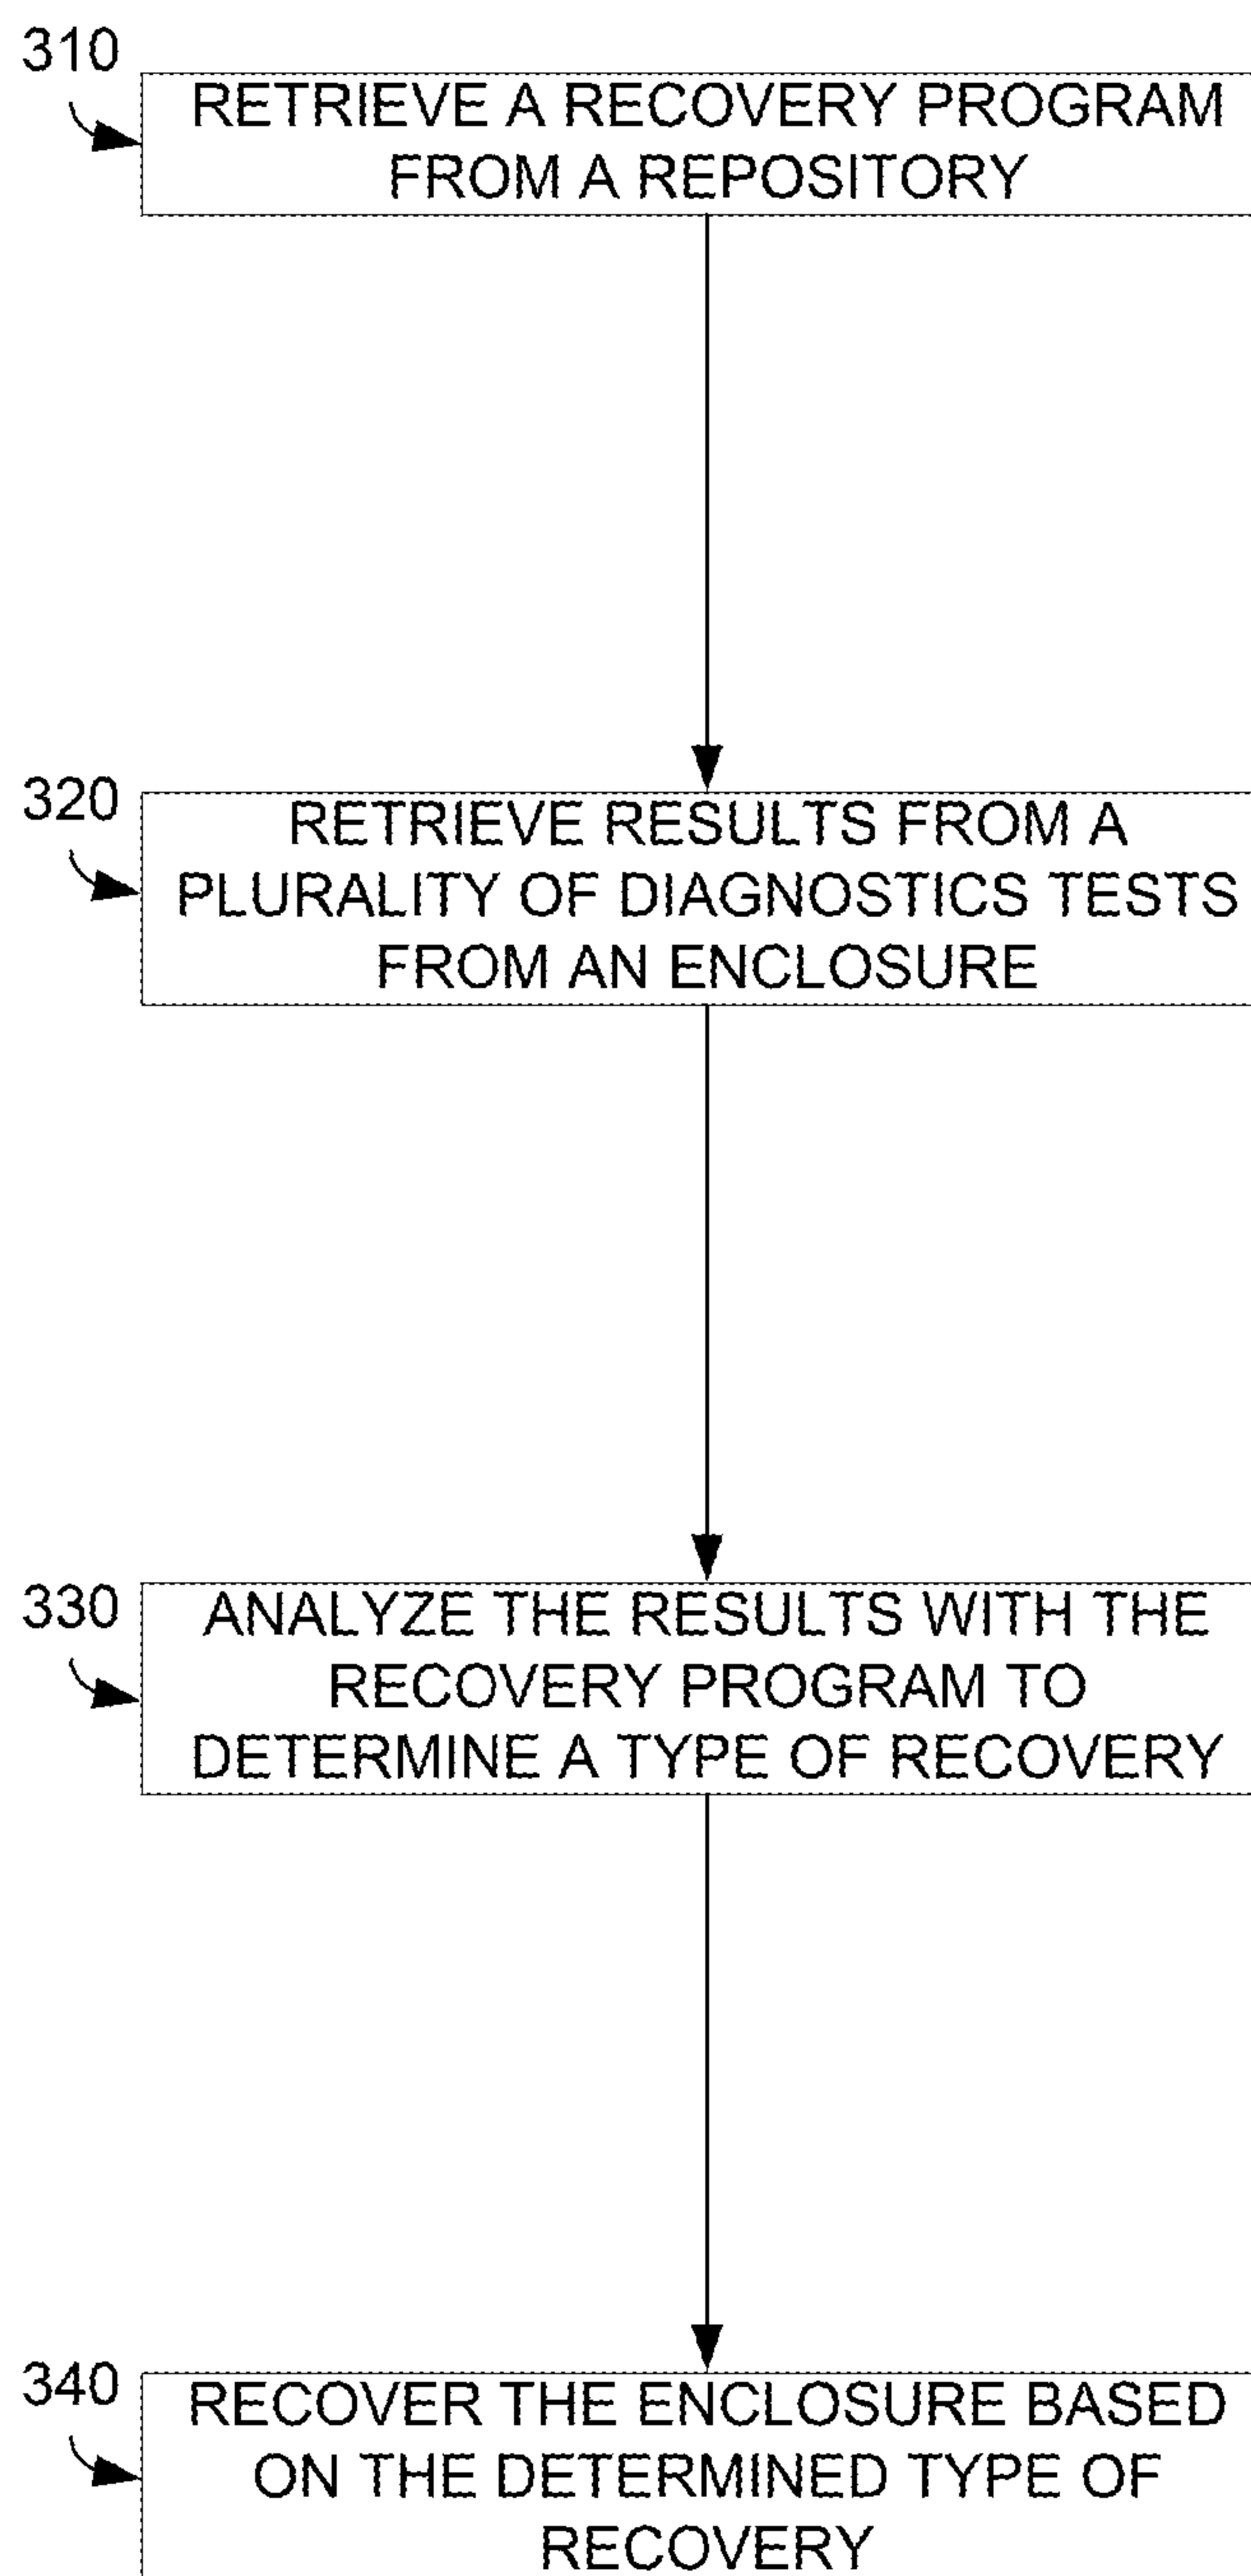 310
RETRIEVE A RECOVERY PROGRAM
FROM A REPOSITORY
320
RETRIEVE RESULTS FROM A
PLURALITY OF DIAGNOSTICS TESTS
FROM AN ENCLOSURE
330
ANALYZE THE RESULTS WITH THE
RECOVERY PROGRAM TO
DETERMINE A TYPE OF RECOVERY
340
RECOVER THE ENCLOSURE BASED
ON THE DETERMINED TYPE OF
RECOVERY